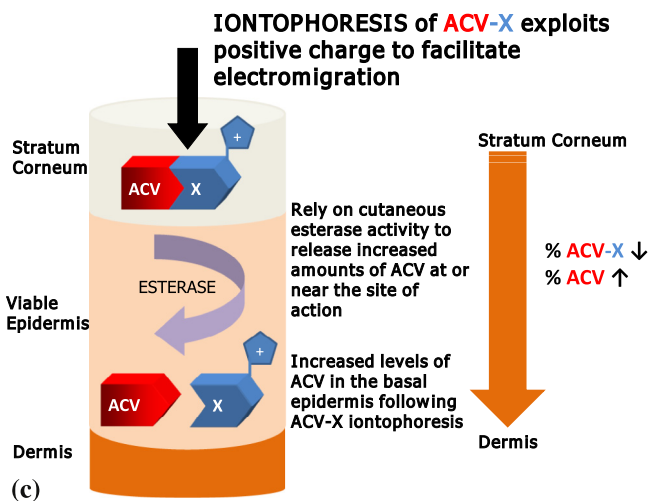 IONTOPHORESIS of ACV-X exploits
positive charge to facilitate
electromigration
Stratum
Corneum
+
ACV
X
Stratum Corneum
Rely on cutaneous
esterase activity to
release increased
amounts of ACV at or
near the site of
action
% ACV-X ↓
% ACV ↑
ESTERASE
Viable
Epidermis
+
ACV
X
Increased levels of
ACV in the basal
epidermis following
ACV-X iontophoresis
Dermis
Dermis
(c)